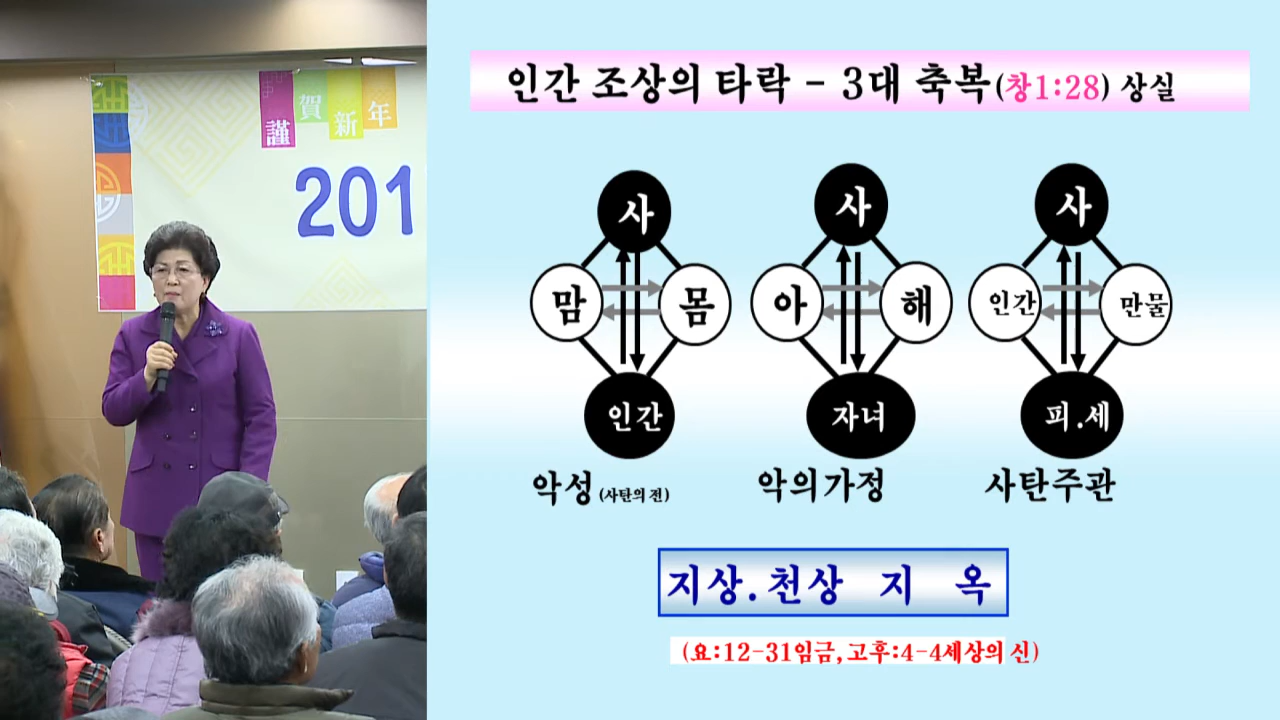 謹賀新年
201
인간 조상의 타락 - 3대 축복(창1:28) 상실
사 사 사
맘 몸 아 해 인간 만물
인간 자녀 피.세
악성 (사탄의 전) 악의가정 사탄주관
지상.천상 지 옥
(요:12-31임금,고후:4-4세상의 신)